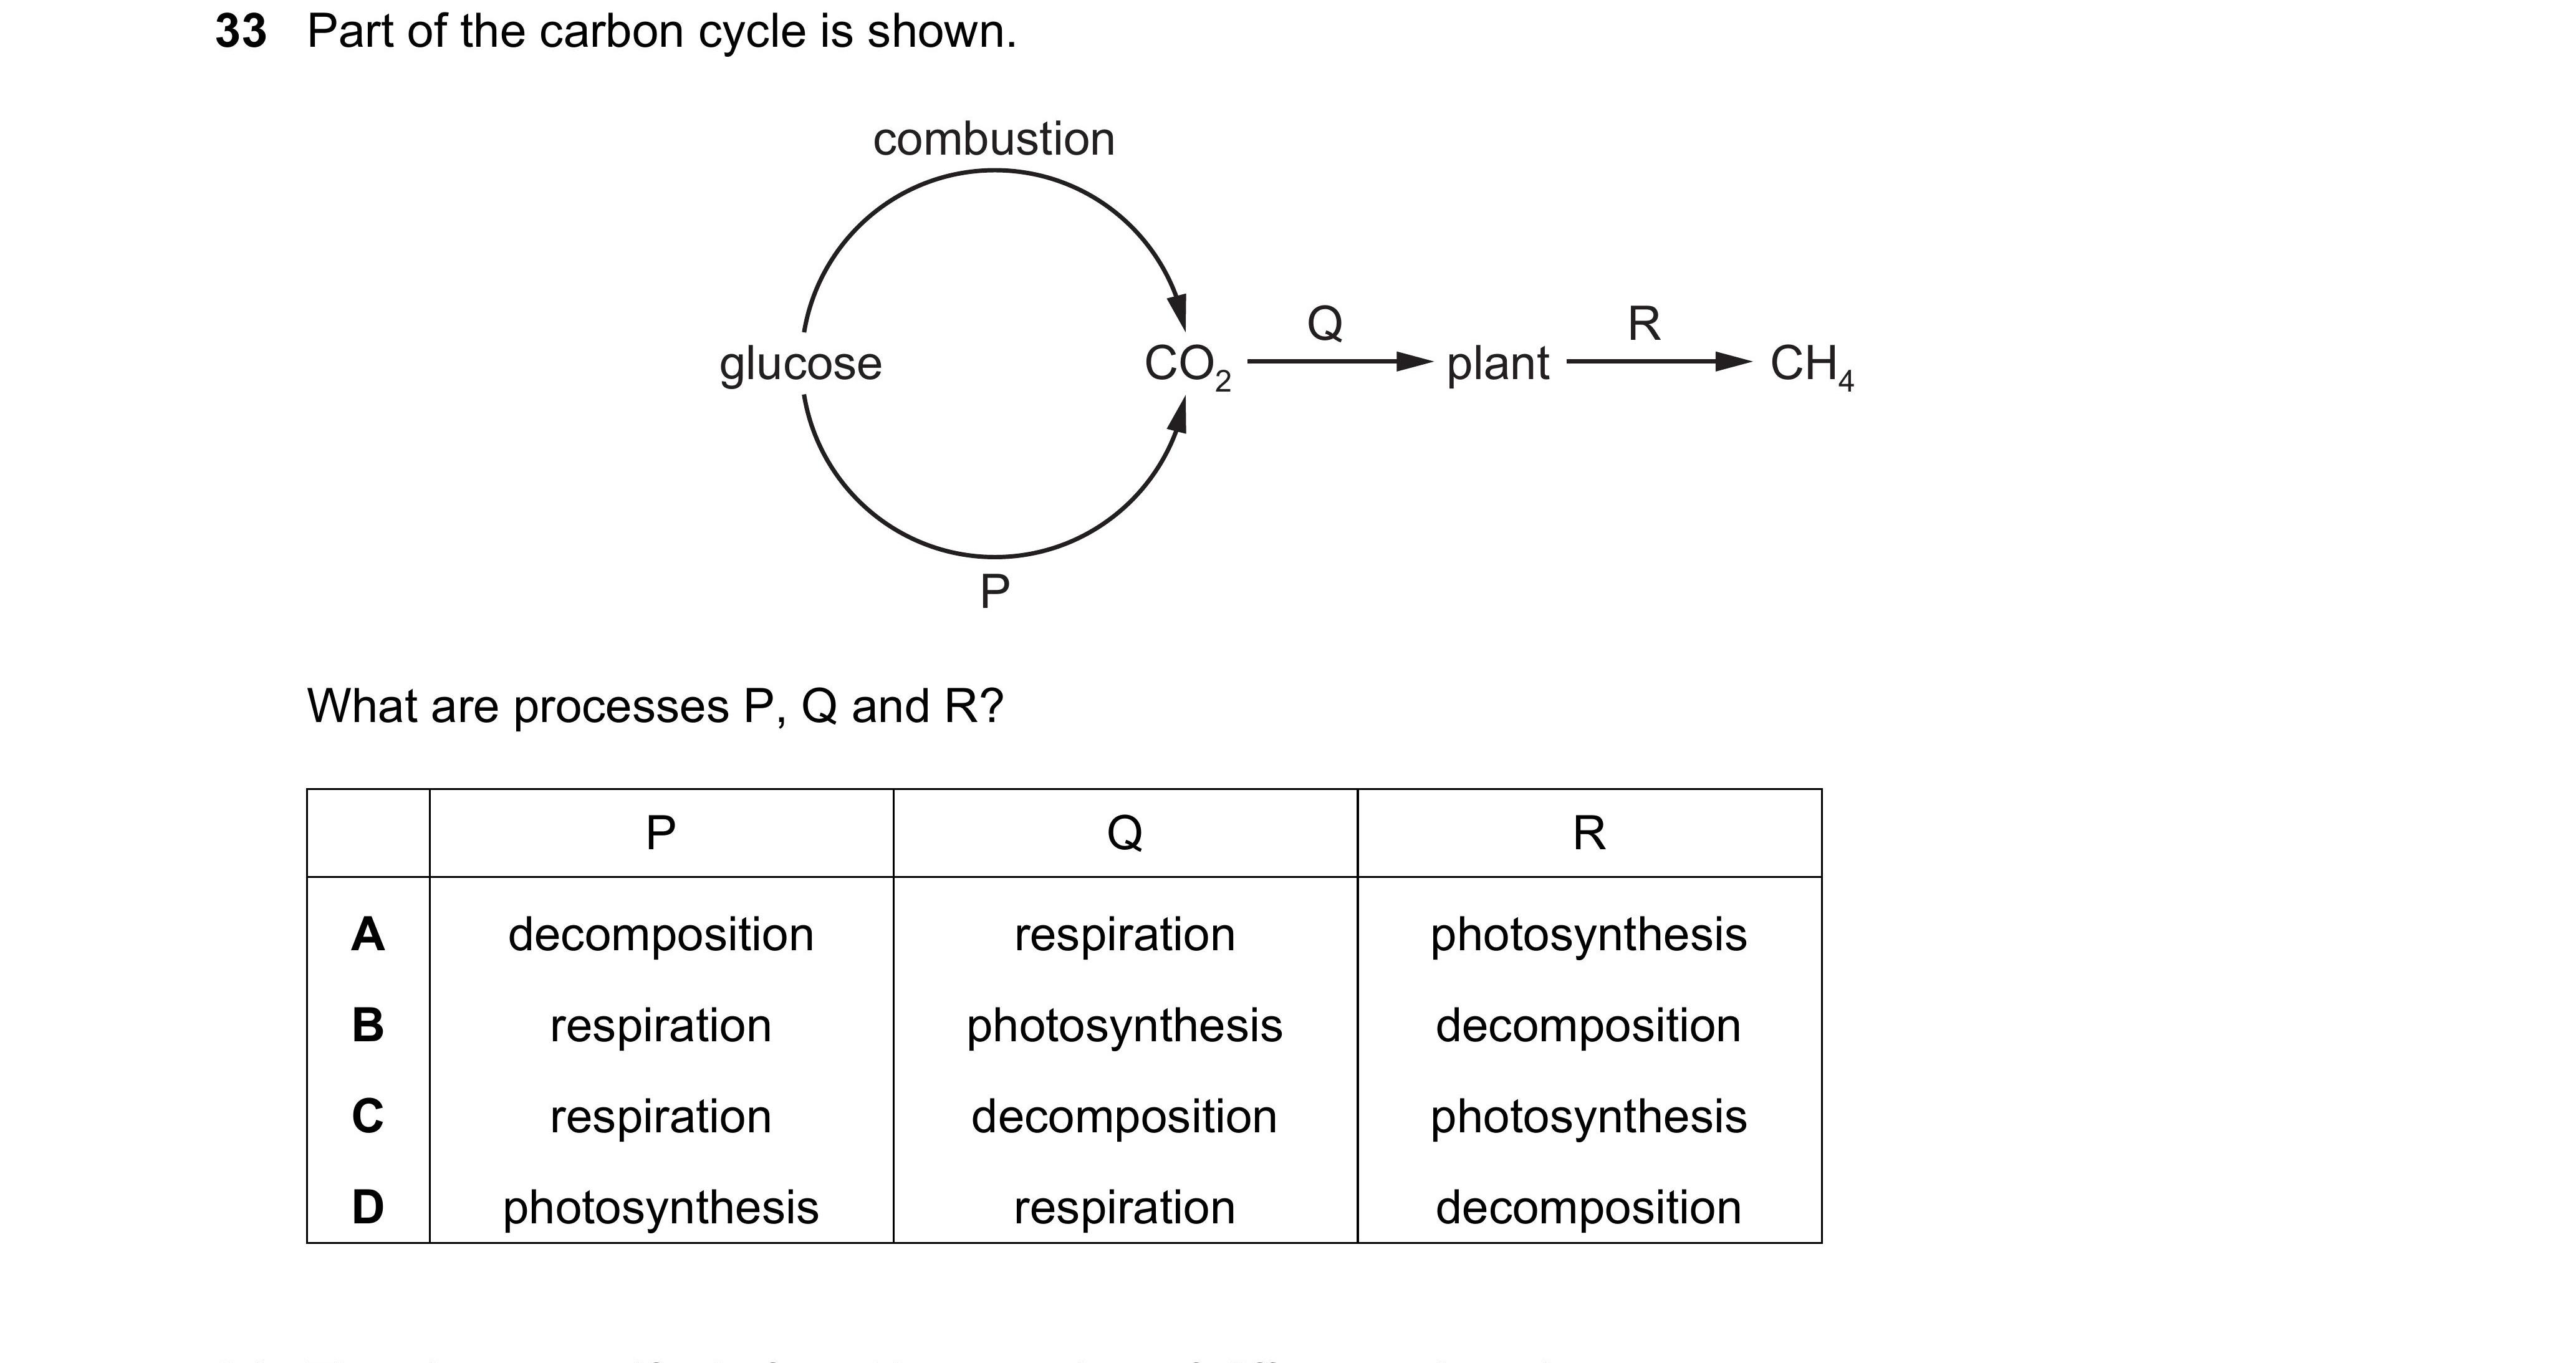 33 Part of the carbon cycle is shown.
combustion
glucose CO₂ Q plant R CH₄
P
What are processes P, Q and R?
P Q R
A decomposition respiration photosynthesis
B respiration photosynthesis decomposition
C respiration decomposition photosynthesis
D photosynthesis respiration decomposition